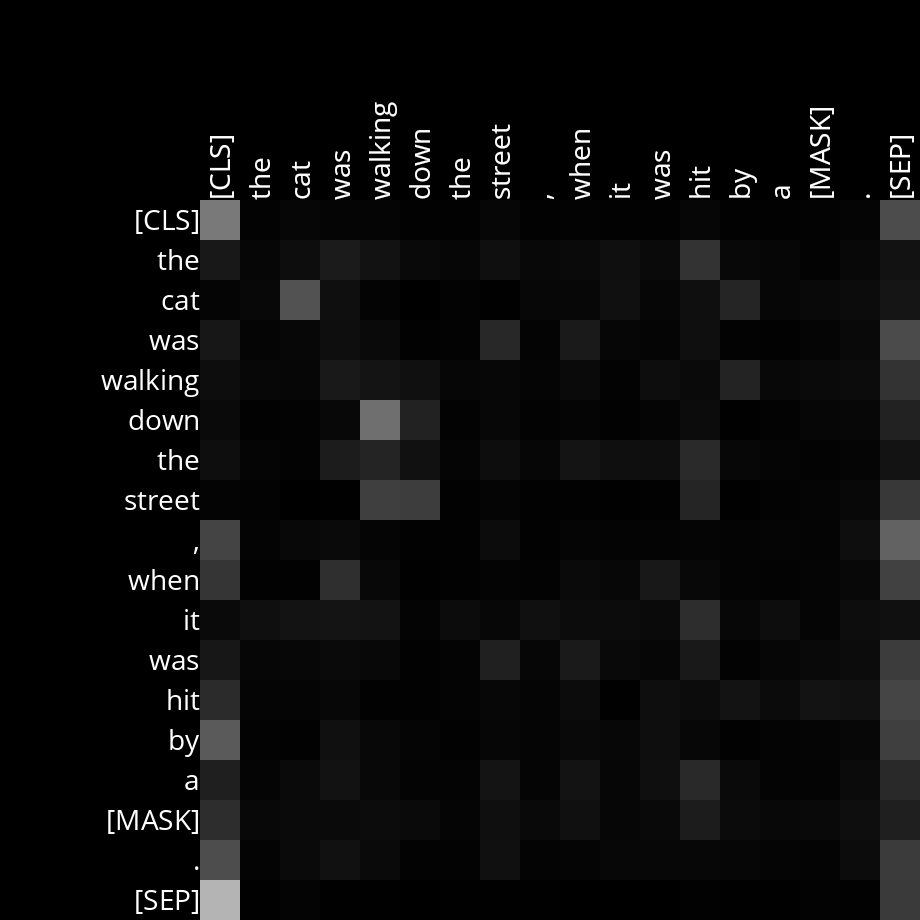 [CLS] the cat was walking down the street , when it was hit by a [MASK] . [SEP]
[CLS]
the
cat
was
walking
down
the
street
,
when
it
was
hit
by
a
[MASK]
.
[SEP]